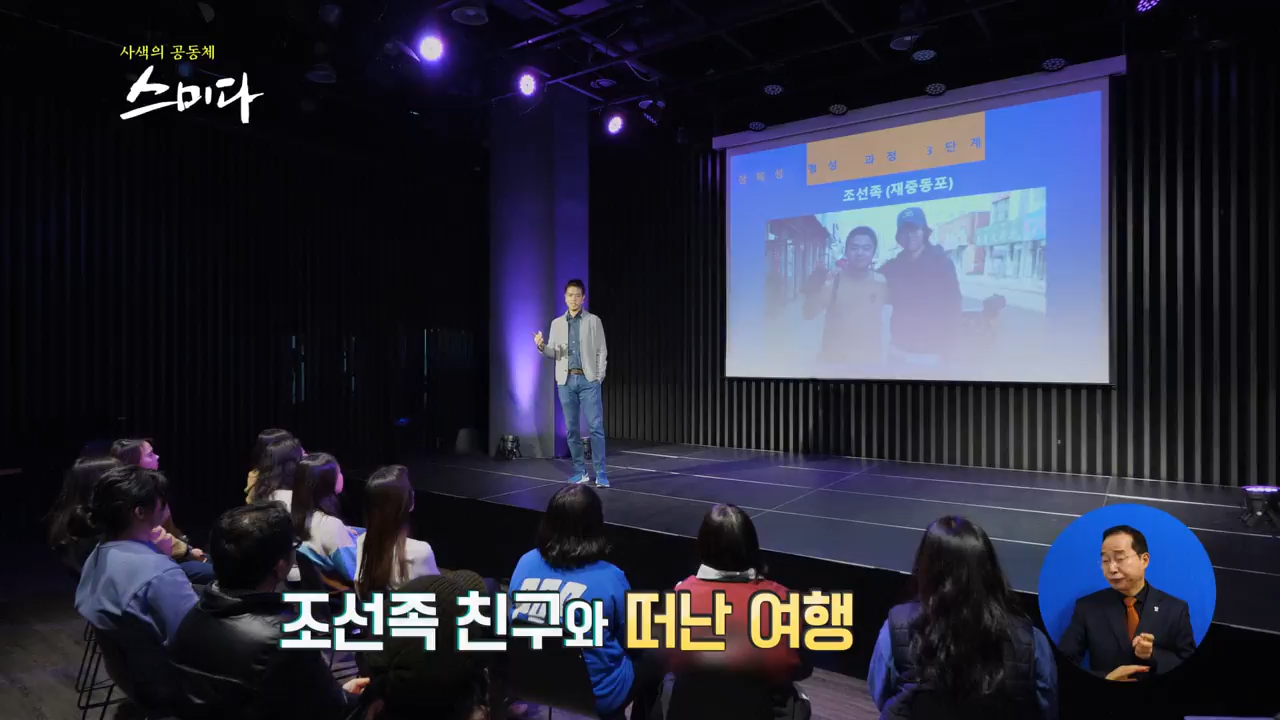 사색의 공동체
스미다
정체성 형성 과정 3단계
조선족 (재중동포)
조선족 친구와 떠난 여행